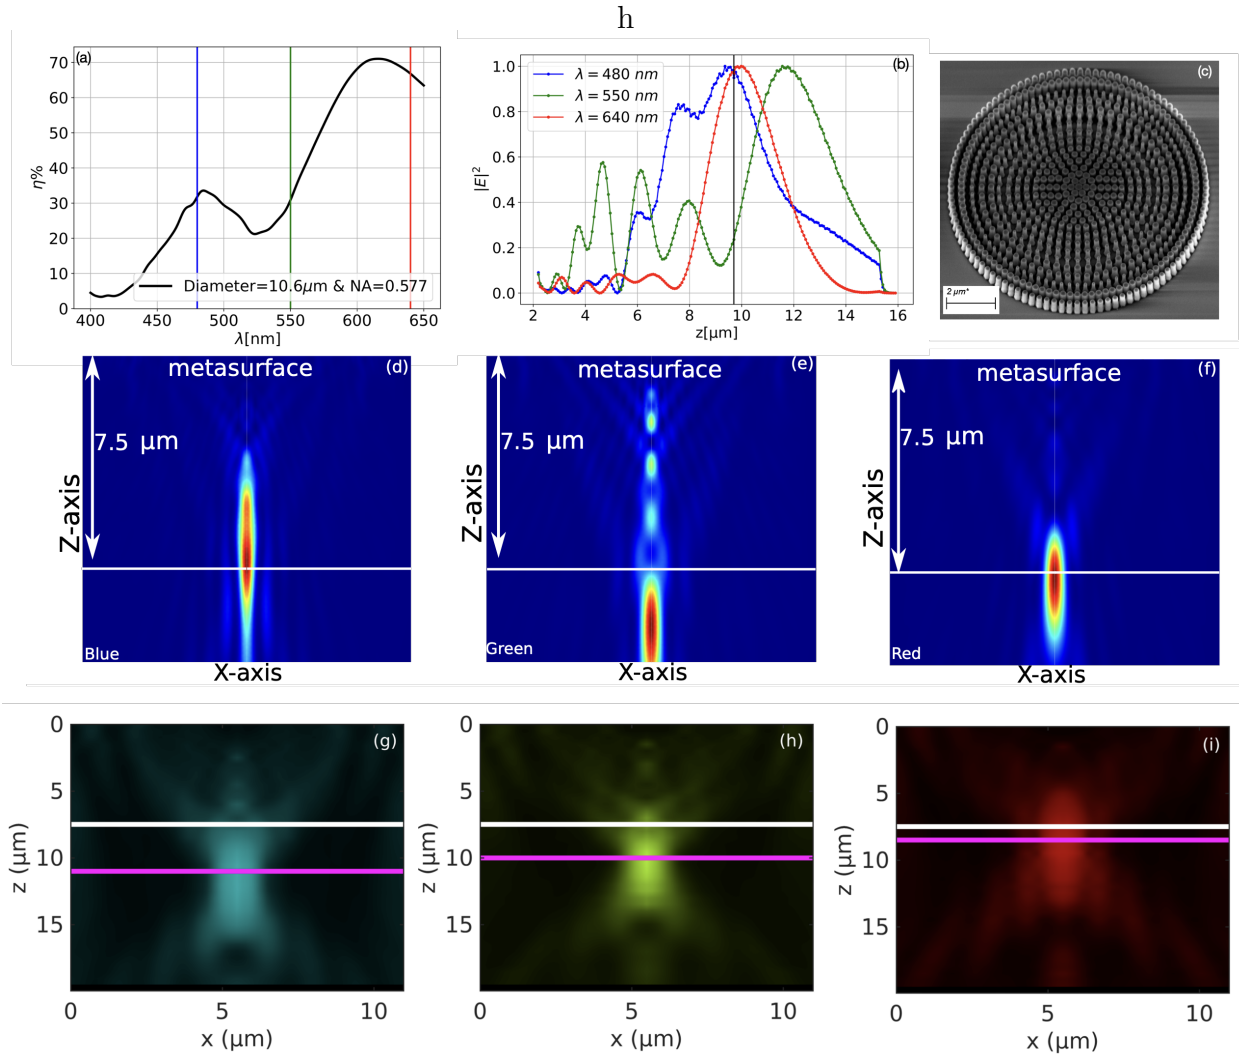 h
(a)
70
60
50
40
30
20
10
0
η%
Diameter=10.6μm & NA=0.577
400 450 500 550 600 650
λ[nm]
(b)
1.0
0.8
0.6
0.4
0.2
0.0
|E|²
λ = 480 nm
λ = 550 nm
λ = 640 nm
2 4 6 8 10 12 14 16
z[μm]
(c)
2 μm*
metasurface (d)
7.5 μm
Z-axis
Blue
X-axis
metasurface (e)
7.5 μm
Z-axis
Green
X-axis
metasurface (f)
7.5 μm
Z-axis
Red
X-axis
(g)
0
5
10
15
z (μm)
0 5 10
x (μm)
(h)
0
5
10
15
z (μm)
0 5 10
x (μm)
(i)
0
5
10
15
z (μm)
0 5 10
x (μm)